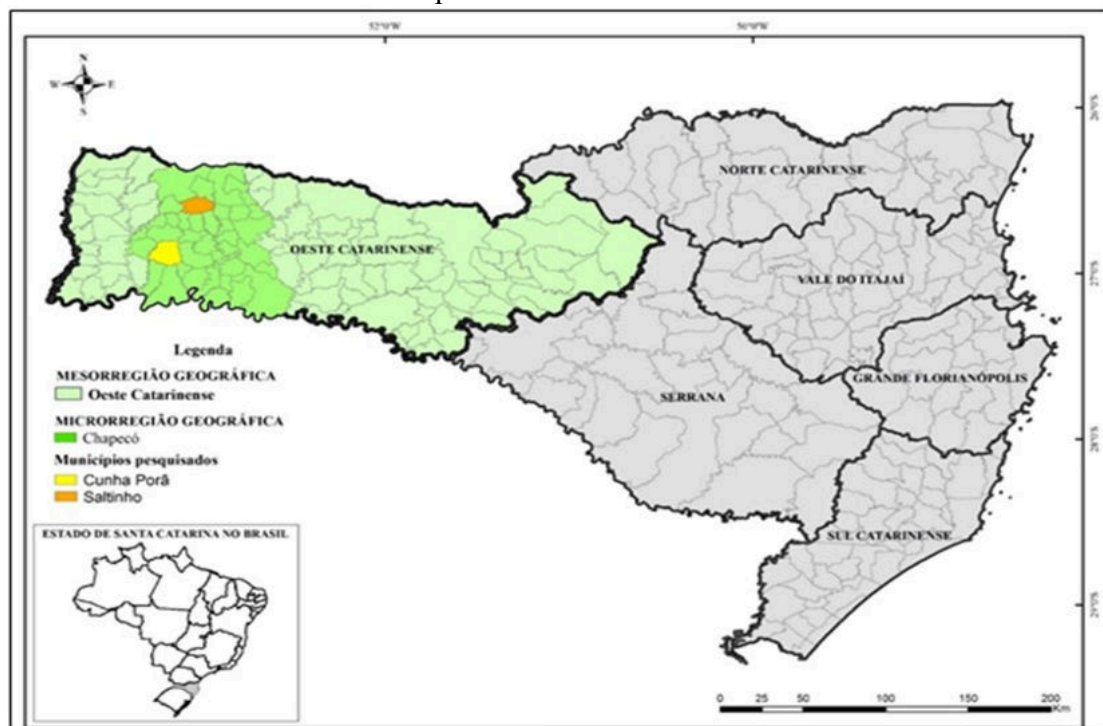 52°0'W
50°0'W
N
W E
S
26°0'S
NORTE CATARINENSE
OESTE CATARINENSE
27°0'S
VALE DO ITAJAÍ
Legenda
MESORREGIÃO GEOGRÁFICA
Oeste Catarinense
GRANDE FLORIANÓPOLIS
SERRANA
MICRORREGIÃO GEOGRÁFICA
Chapecó
28°0'S
Municípios pesquisados
Cunha Porã
Saltinho
ESTADO DE SANTA CATARINA NO BRASIL
SUL CATARINENSE
29°0'S
0 25 50 100 150 200
Km